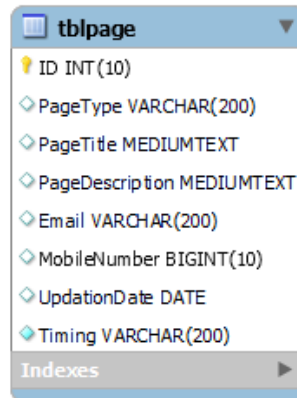 tblpage
ID INT(10)
PageType VARCHAR(200)
PageTitle MEDIUMTEXT
PageDescription MEDIUMTEXT
Email VARCHAR(200)
MobileNumber BIGINT(10)
UpdationDate DATE
Timing VARCHAR(200)
Indexes